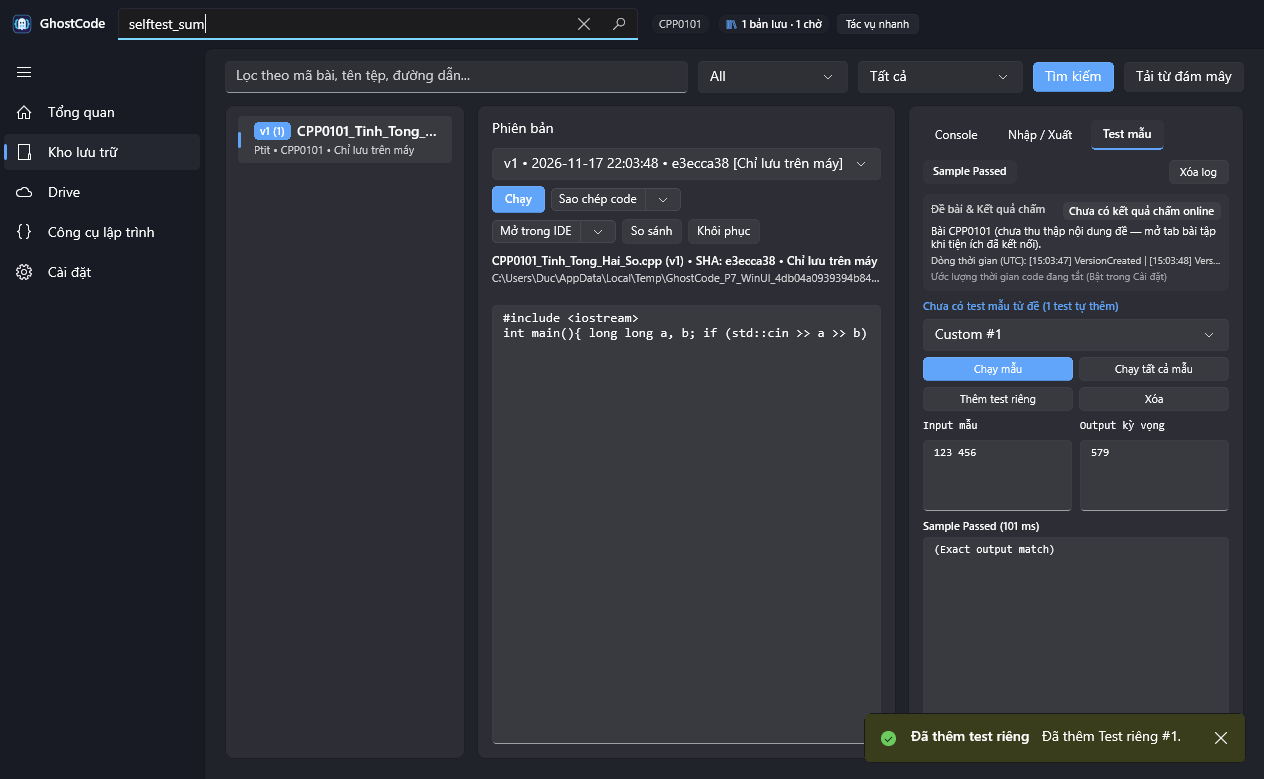 GhostCode
selftest_sum
CPP0101
1 bản lưu · 1 chờ
Tác vụ nhanh
Tổng quan
Kho lưu trữ
Drive
Công cụ lập trình
Cài đặt
Lọc theo mã bài, tên tệp, đường dẫn...
All
Tất cả
Tìm kiếm
Tải từ đám mây
v1 (1) CPP0101_Tinh_Tong_...
Ptit • CPP0101 • Chỉ lưu trên máy
Phiên bản
v1 • 2026-11-17 22:03:48 • e3ecca38 [Chỉ lưu trên máy]
Chạy
Sao chép code
Mở trong IDE
So sánh
Khôi phục
CPP0101_Tinh_Tong_Hai_So.cpp (v1) • SHA: e3ecca38 • Chỉ lưu trên máy
C:\Users\Duc\AppData\Local\Temp\GhostCode_P7_WinUI_4db04a0939394b84...
#include <iostream>
int main(){ long long a, b; if (std::cin >> a >> b)
Console
Nhập / Xuất
Test mẫu
Sample Passed
Xóa log
Đề bài & Kết quả chấm
Chưa có kết quả chấm online
Bài CPP0101 (chưa thu thập nội dung đề — mở tab bài tập
khi tiện ích đã kết nối).
Dòng thời gian (UTC): [15:03:47] VersionCreated | [15:03:48] Vers...
Ước lượng thời gian code đang tắt (Bật trong Cài đặt)
Chưa có test mẫu từ đề (1 test tự thêm)
Custom #1
Chạy mẫu
Chạy tất cả mẫu
Thêm test riêng
Xóa
Input mẫu
Output kỳ vọng
123 456
579
Sample Passed (101 ms)
(Exact output match)
Đã thêm test riêng Đã thêm Test riêng #1.